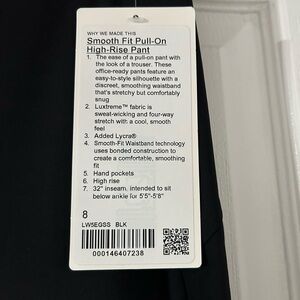 WHY WE MADE THIS
Smooth Fit Pull-On
High-Rise Pant
1. The ease of a pull-on pant with
the look of a trouser. These
office-ready pants feature an
easy-to-style silhouette with a
discreet, smoothing waistband
that's stretchy but comfortably
snug
2. Luxtreme™ fabric is
sweat-wicking and four-way
stretch with a cool, smooth
feel
3. Added Lycra®
4. Smooth-Fit Waistband technology
uses bonded construction to
create a comfortable, smoothing
fit
5. Hand pockets
6. High rise
7. 32" inseam, intended to sit
below ankle for 5'5"-5'8"
8
LW5EGSS BLK
000146407238